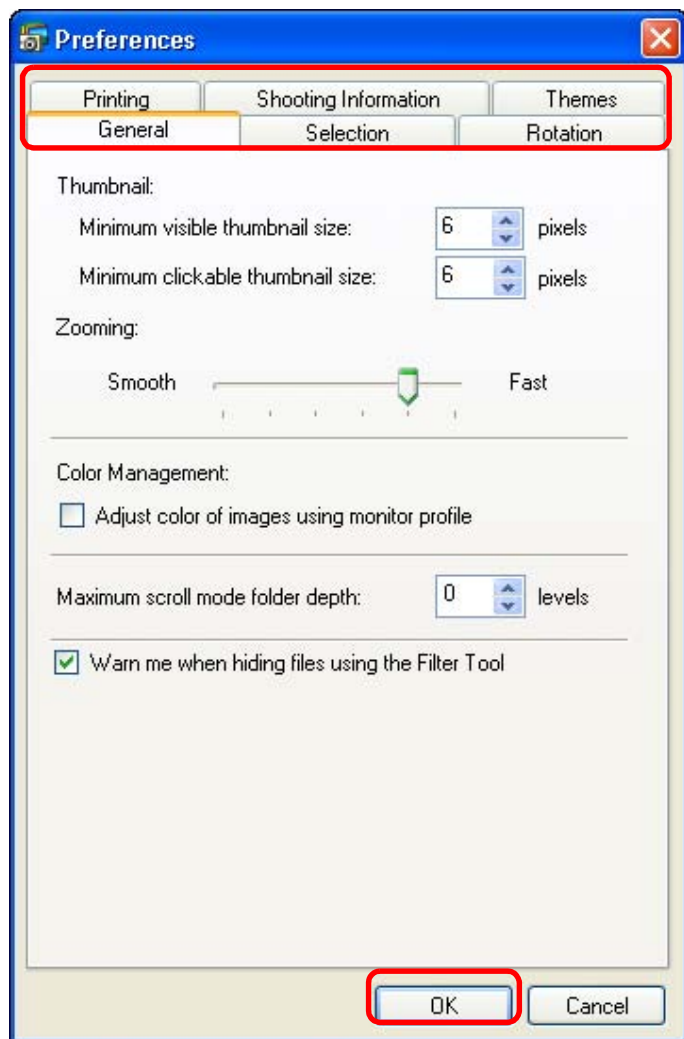 Preferences
Printing Shooting Information Themes
General Selection Rotation
Thumbnail:
Minimum visible thumbnail size: 6 pixels
Minimum clickable thumbnail size: 6 pixels
Zooming:
Smooth Fast
Color Management:
Adjust color of images using monitor profile
Maximum scroll mode folder depth: 0 levels
Warn me when hiding files using the Filter Tool
OK Cancel